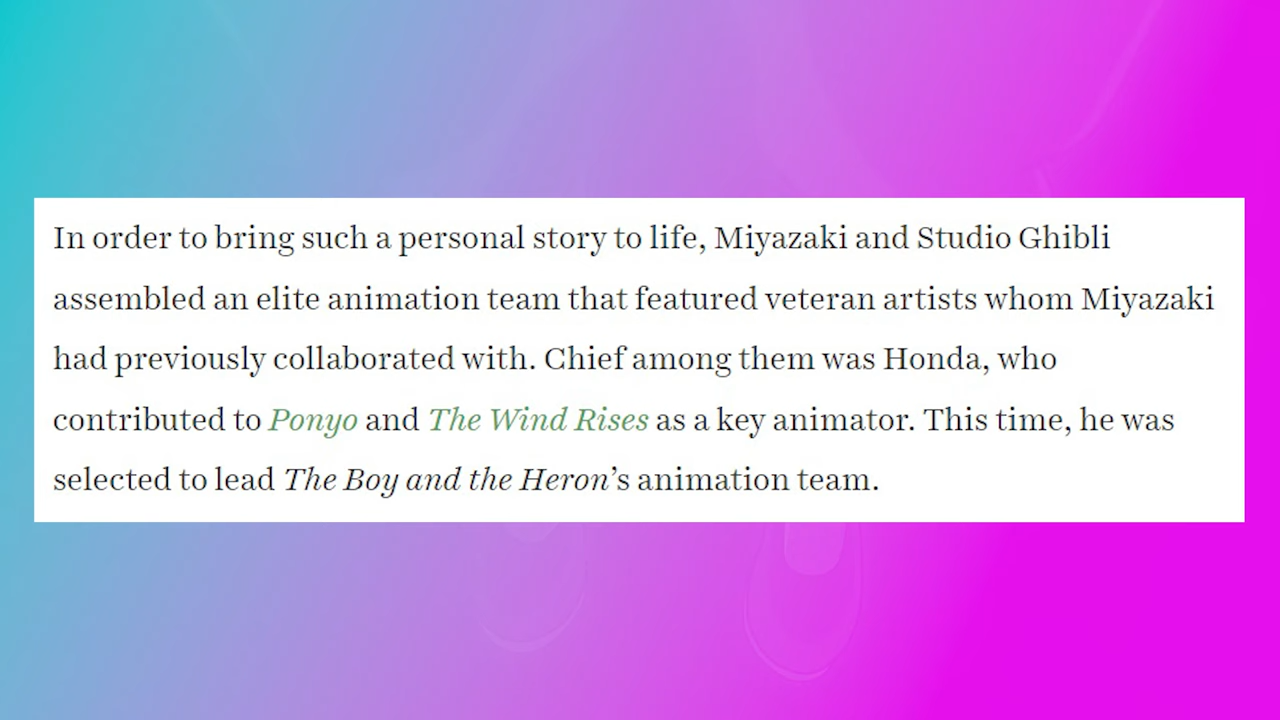 In order to bring such a personal story to life, Miyazaki and Studio Ghibli
assembled an elite animation team that featured veteran artists whom Miyazaki
had previously collaborated with. Chief among them was Honda, who
contributed to Ponyo and The Wind Rises as a key animator. This time, he was
selected to lead The Boy and the Heron’s animation team.